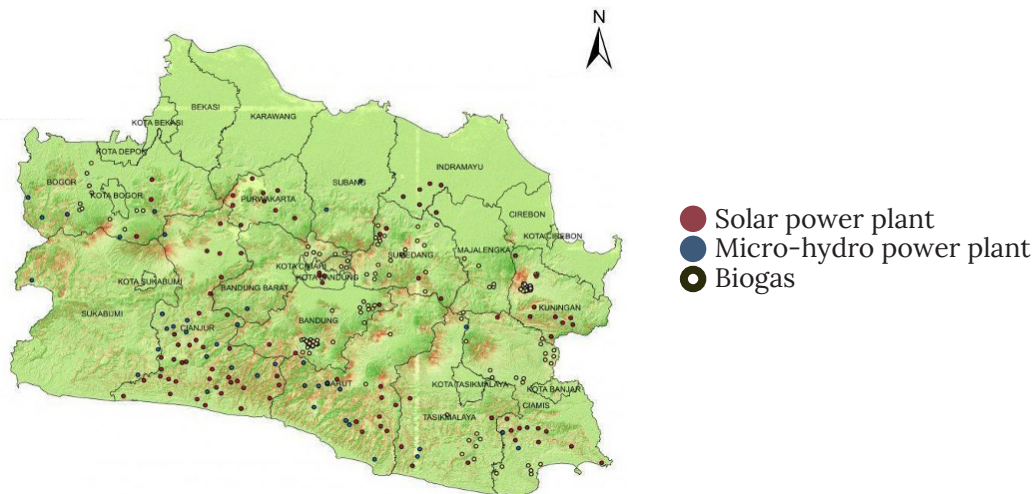 N
BEKASI
KARAWANG
KOTA BEKASI
KOTA DEPOK
INDRAMAYU
BOGOR
SUBANG
KOTA BOGOR
PURWAKARTA
CIREBON
KOTA CIREBON
MAJALENGKA
SUMEDANG
KOTA CIMAHI
KOTA BANDUNG
KOTA SUKABUMI
BANDUNG BARAT
SUKABUMI
KUNINGAN
BANDUNG
CIANJUR
GARUT
KOTA TASIKMALAYA
KOTA BANJAR
CIAMIS
TASIKMALAYA
Solar power plant
Micro-hydro power plant
Biogas